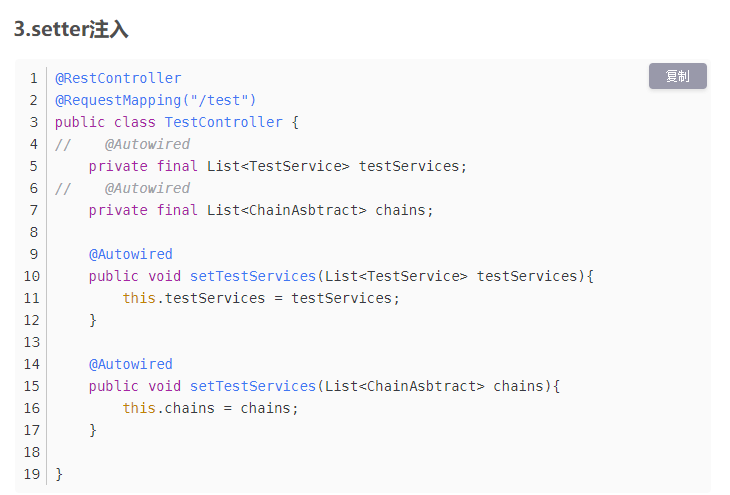 3.setter注入
复制
1 @RestController
2 @RequestMapping("/test")
3 public class TestController {
4 //    @Autowired
5     private final List<TestService> testServices;
6 //    @Autowired
7     private final List<ChainAsbtract> chains;
8
9     @Autowired
10     public void setTestServices(List<TestService> testServices){
11         this.testServices = testServices;
12     }
13
14     @Autowired
15     public void setTestServices(List<ChainAsbtract> chains){
16         this.chains = chains;
17     }
18
19 }